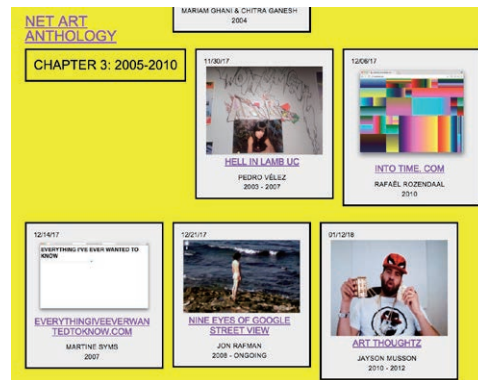 NET ART
ANTHOLOGY
MARIAM GHANI & CHITRA GANESH
2004
CHAPTER 3: 2005-2010
11/30/17
HELL IN LAMB UC
PEDRO VÉLEZ
2003 - 2007
12/06/17
INTO TIME. COM
RAFAËL ROZENDAAL
2010
12/14/17
EVERYTHING I'VE EVER WANTED TO
KNOW
EVERYTHINGIVEEVERWAN
TEDTOKNOW.COM
MARTINE SYMS
2007
12/21/17
NINE EYES OF GOOGLE
STREET VIEW
JON RAFMAN
2008 - ONGOING
01/12/18
ART THOUGHTZ
JAYSON MUSSON
2010 - 2012